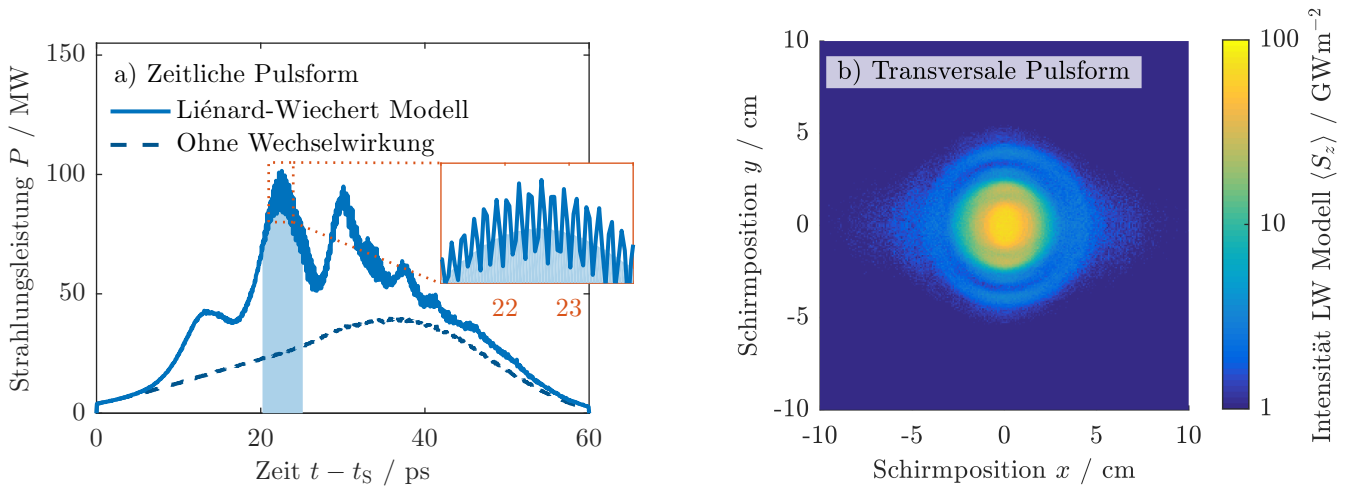 a) Zeitliche Pulsform
Liénard-Wiechert Modell
Ohne Wechselwirkung
Strahlungsleistung P / MW
150
100
50
0
0
20
40
60
22
23
Zeit t − tS / ps
b) Transversale Pulsform
Schirmposition y / cm
10
5
0
-5
-10
-10
-5
0
5
10
Schirmposition x / cm
100
10
1
Intensität LW Modell ⟨Sz⟩ / GWm−2